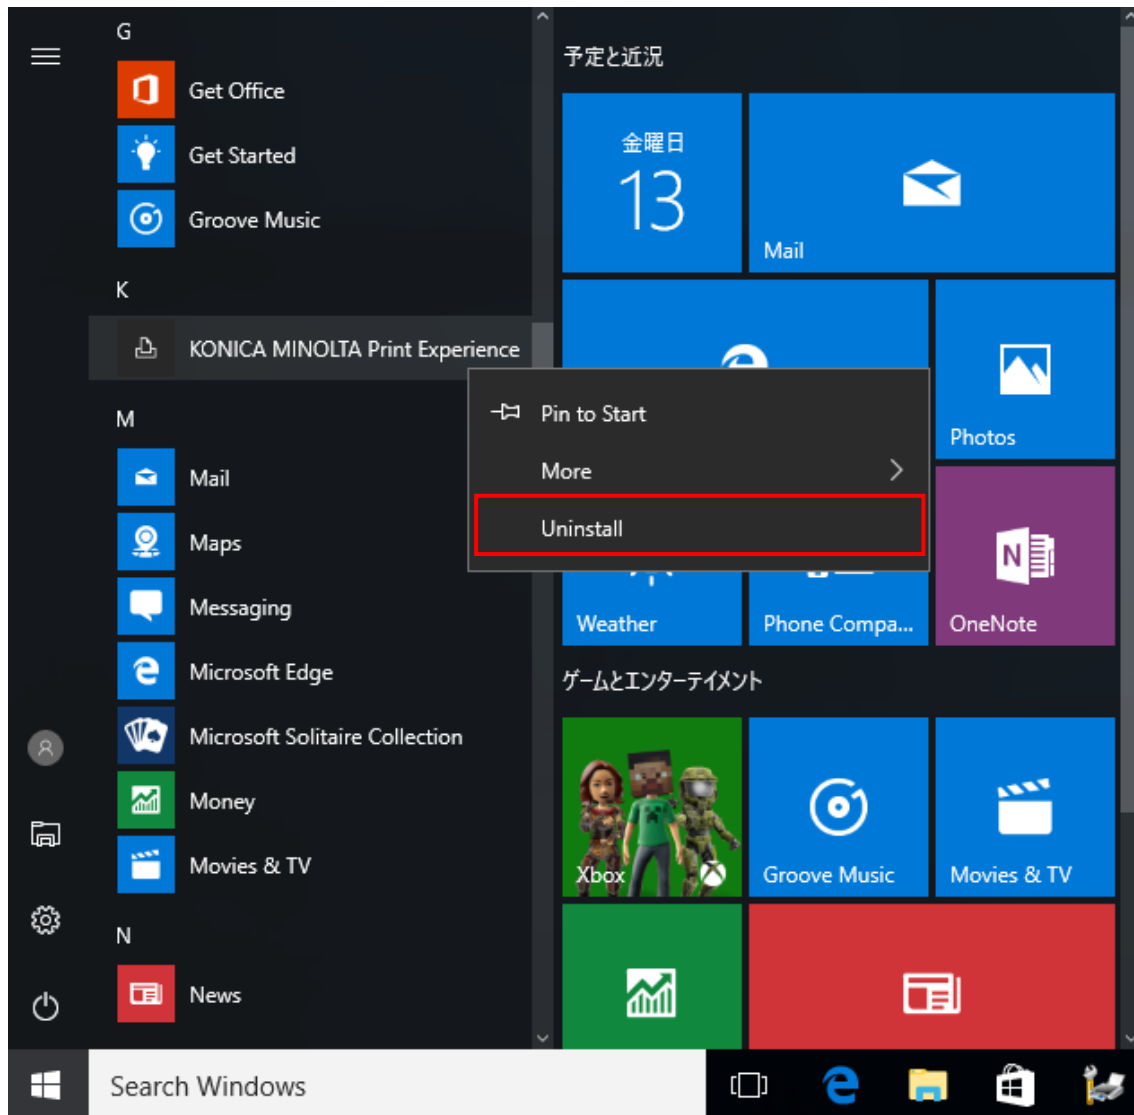 G
Get Office
Get Started
Groove Music
K
KONICA MINOLTA Print Experience
M
Mail
Maps
Messaging
Microsoft Edge
Microsoft Solitaire Collection
Money
Movies & TV
N
News
Pin to Start
More
Uninstall
予定と近況
金曜日
13
Mail
Photos
Weather
Phone Compa...
OneNote
ゲームとエンターテイメント
Xbox
Groove Music
Movies & TV
Search Windows